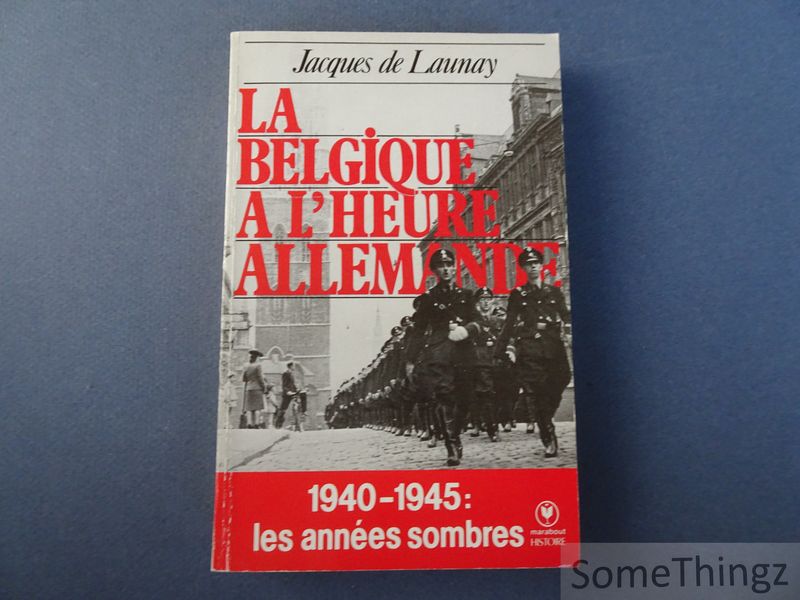 Jacques de Launay
LA
BELGIQUE
A L'HEURE
ALLEMANDE
1940-1945:
les années sombres
marabout
HISTOIRE
SomeThingz